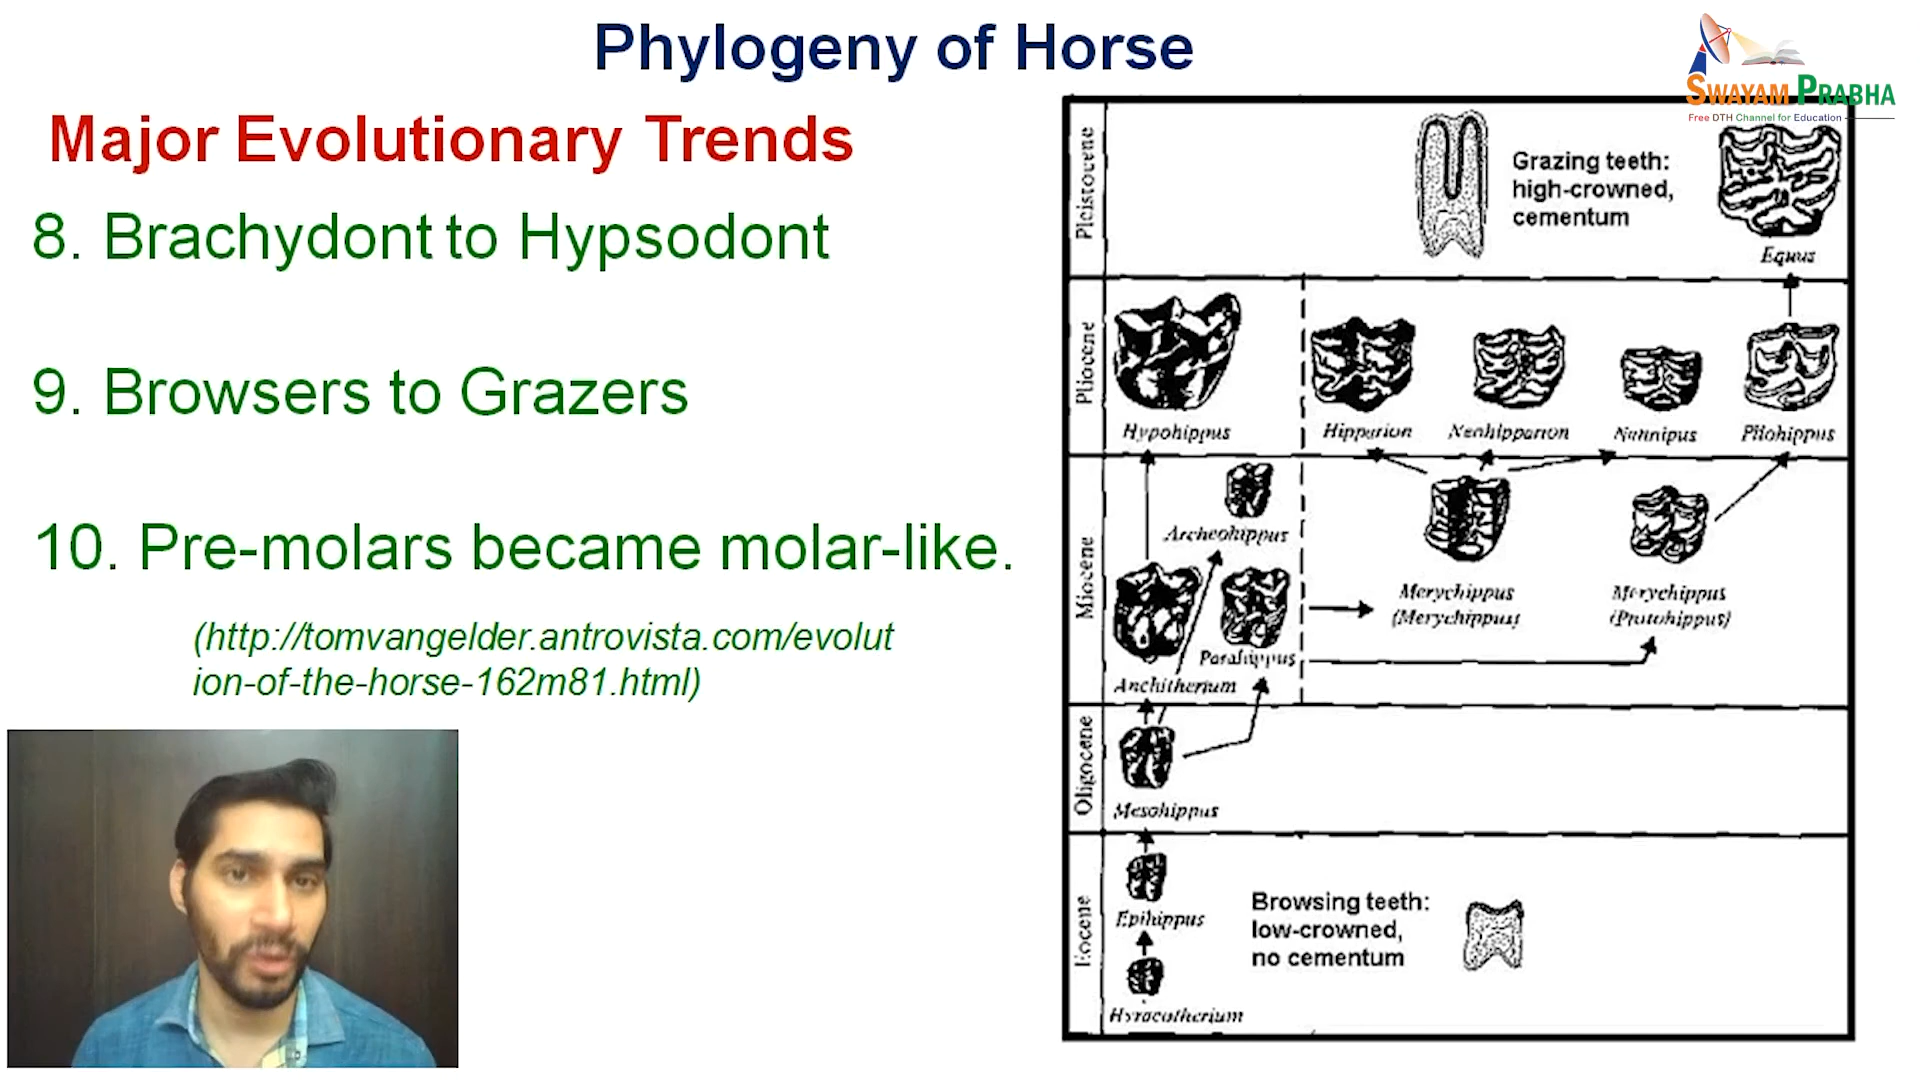 Phylogeny of Horse
SWAYAM PRABHA
Free DTH Channel for Education
Major Evolutionary Trends
8. Brachydont to Hypsodont
9. Browsers to Grazers
10. Pre-molars became molar-like.
(http://tomvangelder.antrovista.com/evolut
ion-of-the-horse-162m81.html)
Pleistocene
Grazing teeth:
high-crowned,
cementum
Equus
Pliocene
Hypohippus
Hipparion
Neohipparion
Nannipus
Pliohippus
Miocene
Archeohippus
Merychippus
(Merychippus)
Merychippus
(Protohippus)
Parahippus
Anchitherium
Oligocene
Mesohippus
Eocene
Epihippus
Browsing teeth:
low-crowned,
no cementum
Hyracotherium